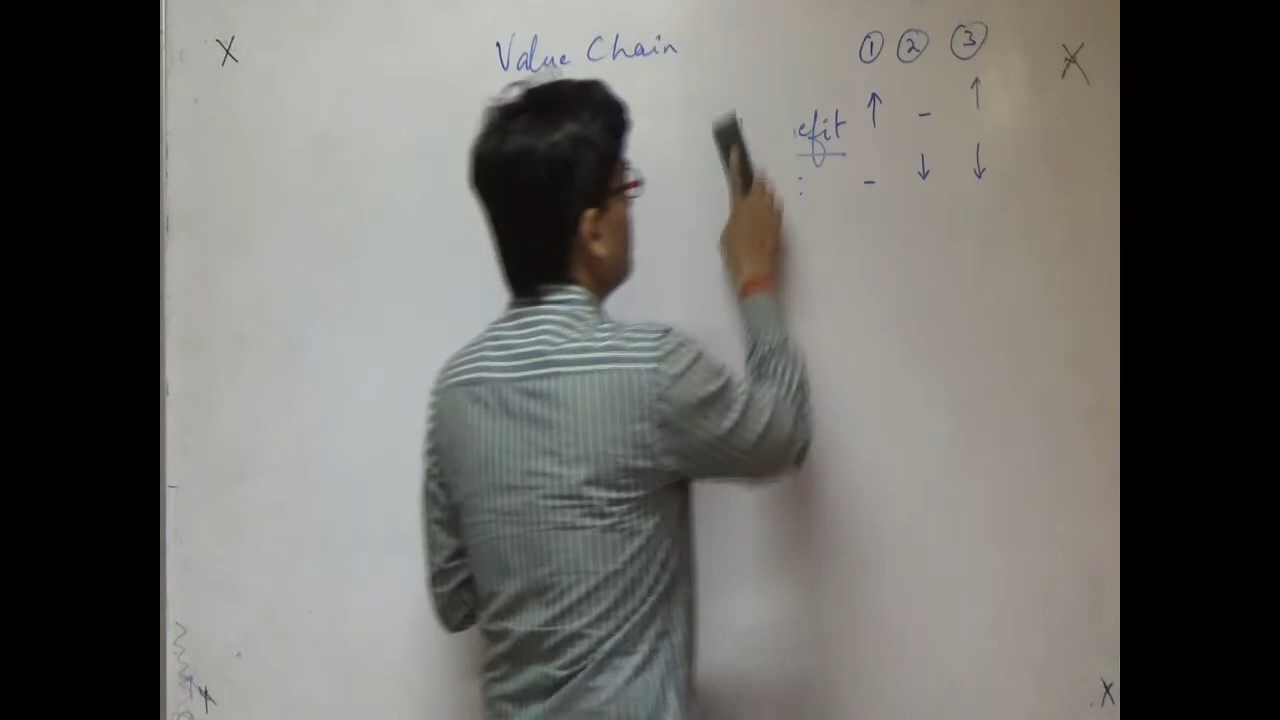 Value Chain
① ② ③
efit ↑ - ↑
: - ↓ ↓